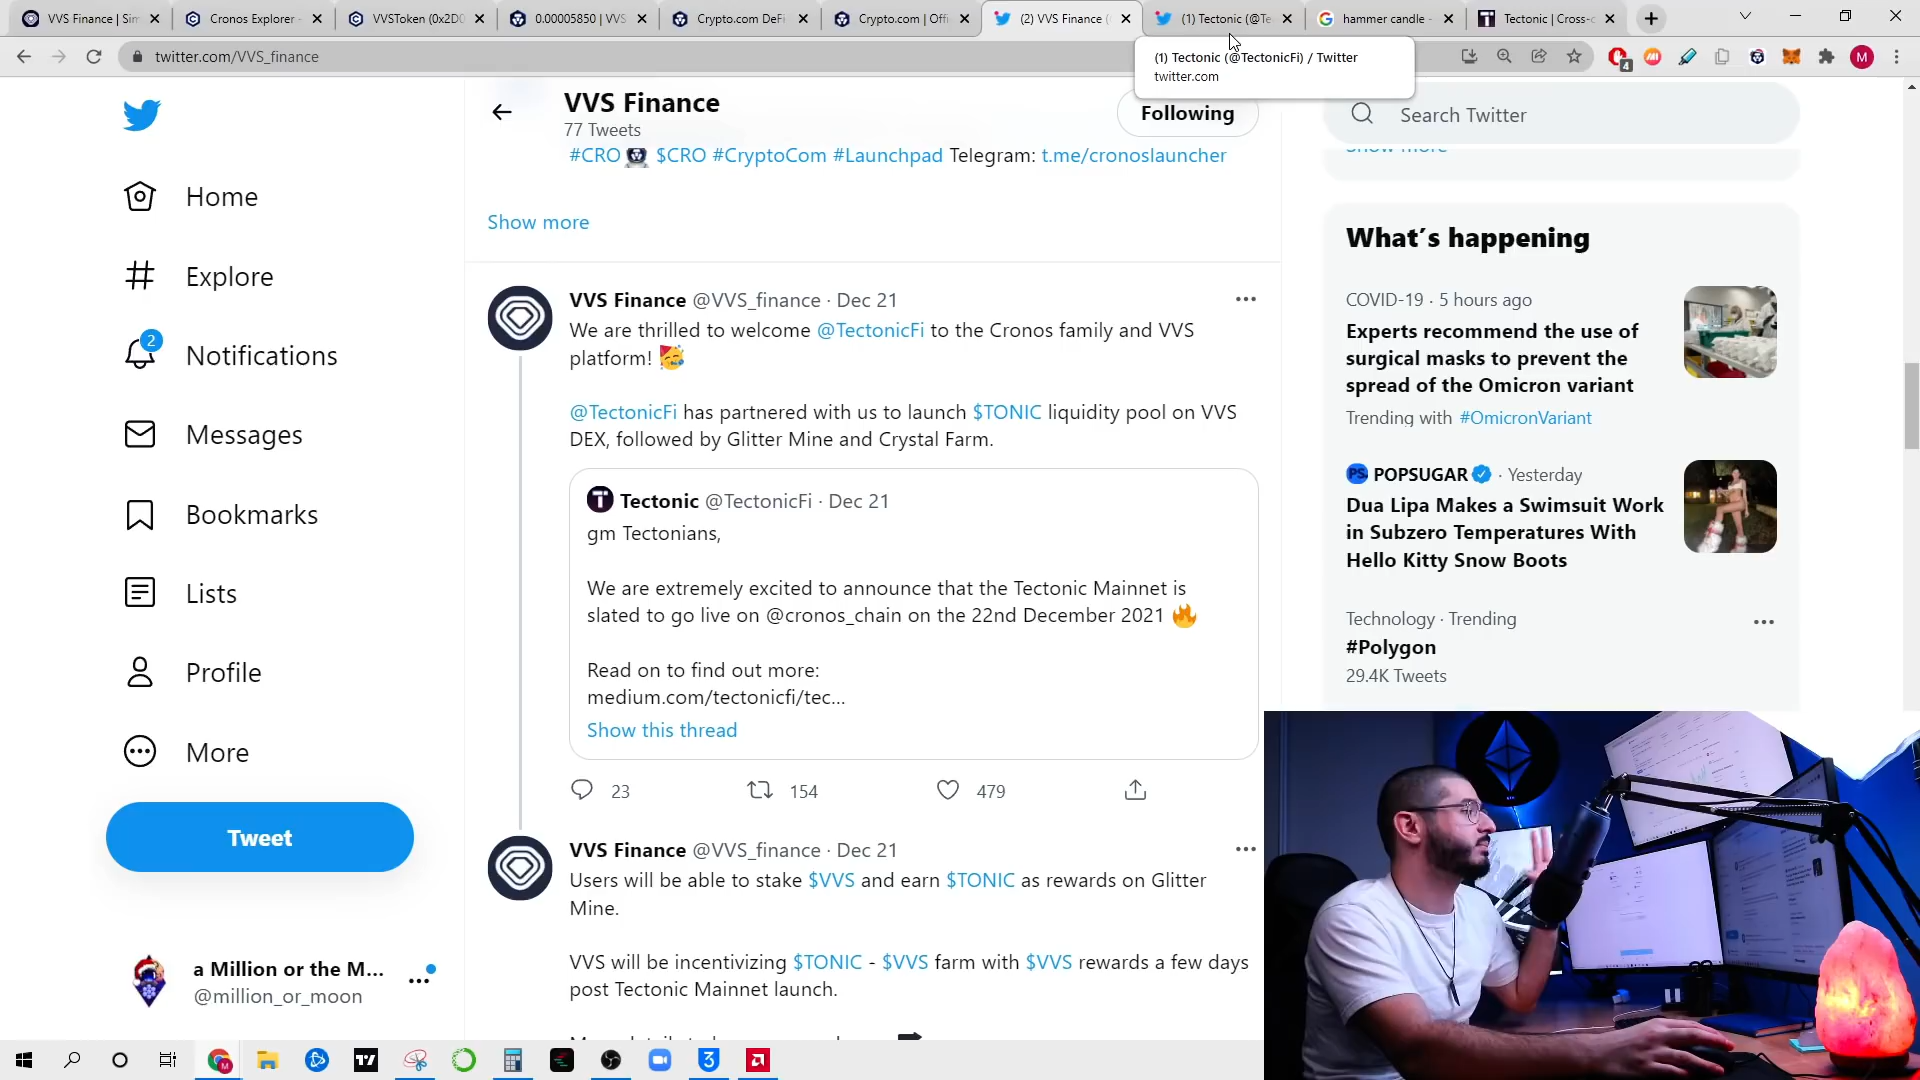 VVS Finance | Sim
Cronos Explorer -
VVSToken (0x2D0
0.00005850 | VVS
Crypto.com DeFi
Crypto.com | Offi
(2) VVS Finance (
(1) Tectonic (@Te
hammer candle -
Tectonic | Cross-c
twitter.com/VVS_finance
(1) Tectonic (@TectonicFi) / Twitter
twitter.com
4
M
Home
Explore
2
Notifications
Messages
Bookmarks
Lists
Profile
More
Tweet
a Million or the M...
@million_or_moon
VVS Finance
77 Tweets
Following
#CRO $CRO #CryptoCom #Launchpad Telegram: t.me/cronoslauncher
Show more
VVS Finance @VVS_finance · Dec 21
We are thrilled to welcome @TectonicFi to the Cronos family and VVS
platform! 🥳
@TectonicFi has partnered with us to launch $TONIC liquidity pool on VVS
DEX, followed by Glitter Mine and Crystal Farm.
Tectonic @TectonicFi · Dec 21
gm Tectonians,
We are extremely excited to announce that the Tectonic Mainnet is
slated to go live on @cronos_chain on the 22nd December 2021 🔥
Read on to find out more:
medium.com/tectonicfi/tec...
Show this thread
23
154
479
VVS Finance @VVS_finance · Dec 21
Users will be able to stake $VVS and earn $TONIC as rewards on Glitter
Mine.
VVS will be incentivizing $TONIC - $VVS farm with $VVS rewards a few days
post Tectonic Mainnet launch.
Search Twitter
Show more
What's happening
COVID-19 · 5 hours ago
Experts recommend the use of
surgical masks to prevent the
spread of the Omicron variant
Trending with #OmicronVariant
PS.
POPSUGAR · Yesterday
Dua Lipa Makes a Swimsuit Work
in Subzero Temperatures With
Hello Kitty Snow Boots
Technology · Trending
#Polygon
29.4K Tweets